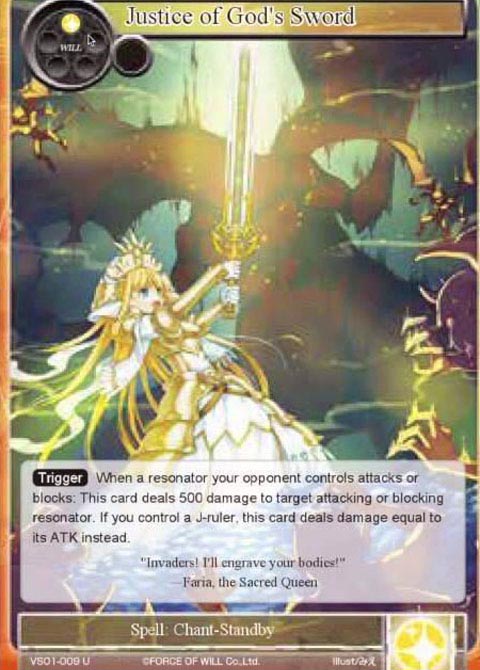 Justice of God's Sword
WILL
Trigger When a resonator your opponent controls attacks or
blocks: This card deals 500 damage to target attacking or blocking
resonator. If you control a J-ruler, this card deals damage equal to
its ATK instead.
"Invaders! I'll engrave your bodies!"
—Faria, the Sacred Queen
Spell: Chant-Standby
VS01-009 U ©FORCE OF WILL Co.,Ltd. Illust/